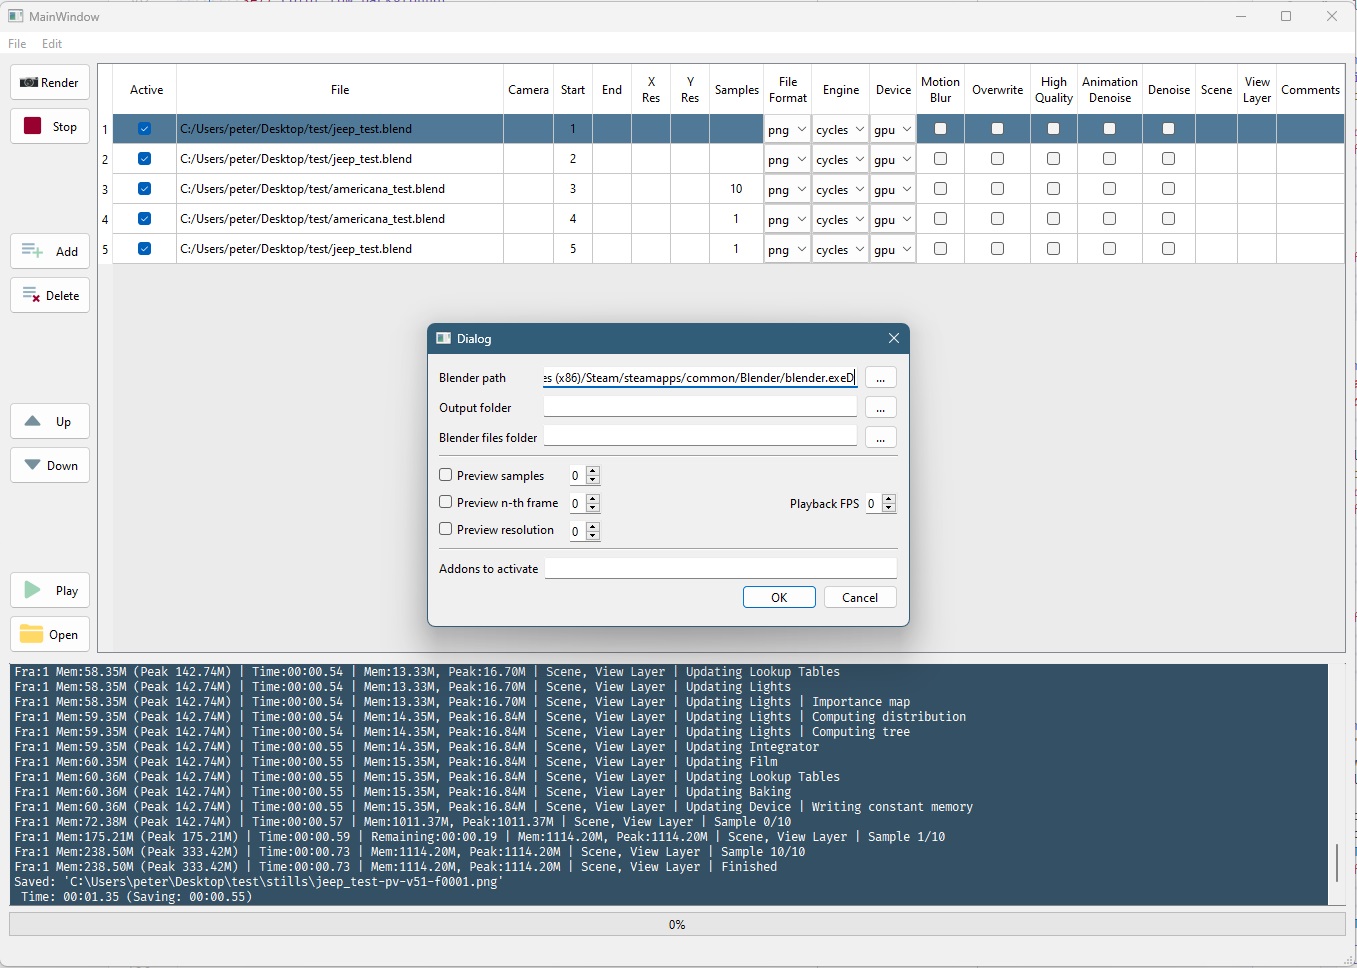 MainWindow
File Edit
Render
Stop
Add
Delete
Up
Down
Play
Open
Active File Camera Start End X Res Y Res Samples File Format Engine Device Motion Blur Overwrite High Quality Animation Denoise Denoise Scene View Layer Comments
1 C:/Users/peter/Desktop/test/jeep_test.blend 1 png cycles gpu
2 C:/Users/peter/Desktop/test/jeep_test.blend 2 png cycles gpu
3 C:/Users/peter/Desktop/test/americana_test.blend 3 10 png cycles gpu
4 C:/Users/peter/Desktop/test/americana_test.blend 4 1 png cycles gpu
5 C:/Users/peter/Desktop/test/jeep_test.blend 5 1 png cycles gpu
Dialog
Blender path es (x86)/Steam/steamapps/common/Blender/blender.exeD ...
Output folder ...
Blender files folder ...
Preview samples 0
Preview n-th frame 0 Playback FPS 0
Preview resolution 0
Addons to activate
OK Cancel
Fra:1 Mem:58.35M (Peak 142.74M) | Time:00:00.54 | Mem:13.33M, Peak:16.70M | Scene, View Layer | Updating Lookup Tables
Fra:1 Mem:58.35M (Peak 142.74M) | Time:00:00.54 | Mem:13.33M, Peak:16.70M | Scene, View Layer | Updating Lights
Fra:1 Mem:58.35M (Peak 142.74M) | Time:00:00.54 | Mem:13.33M, Peak:16.70M | Scene, View Layer | Updating Lights | Importance map
Fra:1 Mem:59.35M (Peak 142.74M) | Time:00:00.54 | Mem:14.35M, Peak:16.84M | Scene, View Layer | Updating Lights | Computing distribution
Fra:1 Mem:59.35M (Peak 142.74M) | Time:00:00.54 | Mem:14.35M, Peak:16.84M | Scene, View Layer | Updating Lights | Computing tree
Fra:1 Mem:59.35M (Peak 142.74M) | Time:00:00.55 | Mem:14.35M, Peak:16.84M | Scene, View Layer | Updating Integrator
Fra:1 Mem:60.35M (Peak 142.74M) | Time:00:00.55 | Mem:15.35M, Peak:16.84M | Scene, View Layer | Updating Film
Fra:1 Mem:60.36M (Peak 142.74M) | Time:00:00.55 | Mem:15.35M, Peak:16.84M | Scene, View Layer | Updating Lookup Tables
Fra:1 Mem:60.36M (Peak 142.74M) | Time:00:00.55 | Mem:15.35M, Peak:16.84M | Scene, View Layer | Updating Baking
Fra:1 Mem:60.36M (Peak 142.74M) | Time:00:00.55 | Mem:15.35M, Peak:16.84M | Scene, View Layer | Updating Device | Writing constant memory
Fra:1 Mem:72.38M (Peak 142.74M) | Time:00:00.57 | Mem:1011.37M, Peak:1011.37M | Scene, View Layer | Sample 0/10
Fra:1 Mem:175.21M (Peak 175.21M) | Time:00:00.59 | Remaining:00:00.19 | Mem:1114.20M, Peak:1114.20M | Scene, View Layer | Sample 1/10
Fra:1 Mem:238.50M (Peak 333.42M) | Time:00:00.73 | Mem:1114.20M, Peak:1114.20M | Scene, View Layer | Sample 10/10
Fra:1 Mem:238.50M (Peak 333.42M) | Time:00:00.73 | Mem:1114.20M, Peak:1114.20M | Scene, View Layer | Finished
Saved: 'C:\Users\peter\Desktop\test\stills\jeep_test-pv-v51-f0001.png'
Time: 00:01.35 (Saving: 00:00.55)
0%